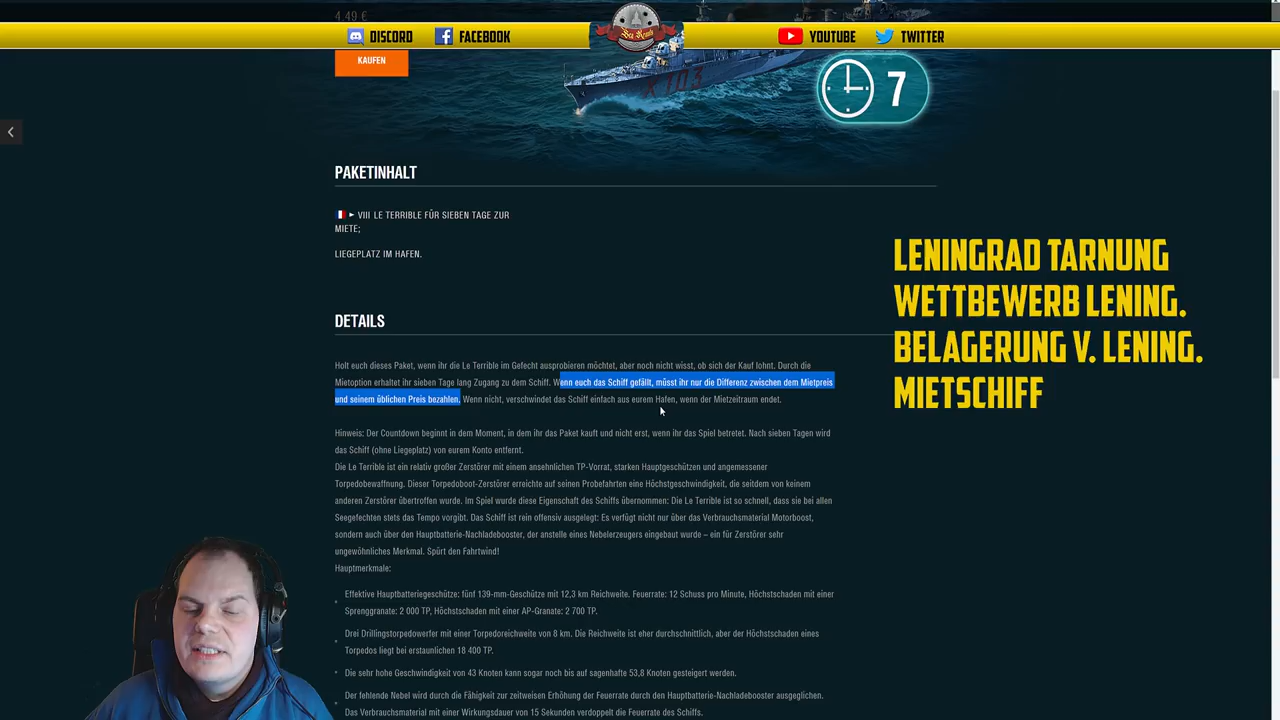 4.49 €
DISCORD
FACEBOOK
YOUTUBE
TWITTER
KAUFEN
X103
7
PAKETINHALT
▸ VIII LE TERRIBLE FÜR SIEBEN TAGE ZUR
MIETE;
LIEGEPLATZ IM HAFEN.
LENINGRAD TARNUNG
WETTBEWERB LENING.
BELAGERUNG V. LENING.
MIETSCHIFF
DETAILS
Holt euch dieses Paket, wenn ihr die Le Terrible im Gefecht ausprobieren möchtet, aber noch nicht wisst, ob sich der Kauf lohnt. Durch die
Mietoption erhaltet ihr sieben Tage lang Zugang zu dem Schiff. Wenn euch das Schiff gefällt, müsst ihr nur die Differenz zwischen dem Mietpreis
und seinem üblichen Preis bezahlen. Wenn nicht, verschwindet das Schiff einfach aus eurem Hafen, wenn der Mietzeitraum endet.
Hinweis: Der Countdown beginnt in dem Moment, in dem ihr das Paket kauft und nicht erst, wenn ihr das Spiel betretet. Nach sieben Tagen wird
das Schiff (ohne Liegeplatz) von eurem Konto entfernt.
Die Le Terrible ist ein relativ großer Zerstörer mit einem ansehnlichen TP-Vorrat, starken Hauptgeschützen und angemessener
Torpedobewaffnung. Dieser Torpedoboot-Zerstörer erreichte auf seinen Probefahrten eine Höchstgeschwindigkeit, die seitdem von keinem
anderen Zerstörer übertroffen wurde. Im Spiel wurde diese Eigenschaft des Schiffs übernommen: Die Le Terrible ist so schnell, dass sie bei allen
Seegefechten stets das Tempo vorgibt. Das Schiff ist rein offensiv ausgelegt: Es verfügt nicht nur über das Verbrauchsmaterial Motorboost,
sondern auch über den Hauptbatterie-Nachladebooster, der anstelle eines Nebelerzeugers eingebaut wurde – ein für Zerstörer sehr
ungewöhnliches Merkmal. Spürt den Fahrtwind!
Hauptmerkmale:
Effektive Hauptbatteriegeschütze: fünf 139-mm-Geschütze mit 12,3 km Reichweite. Feuerrate: 12 Schuss pro Minute, Höchstschaden mit einer
Sprenggranate: 2 000 TP, Höchstschaden mit einer AP-Granate: 2 700 TP.
Drei Drillingstorpedowerfer mit einer Torpedoreichweite von 8 km. Die Reichweite ist eher durchschnittlich, aber der Höchstschaden eines
Torpedos liegt bei erstaunlichen 18 400 TP.
Die sehr hohe Geschwindigkeit von 43 Knoten kann sogar noch bis auf sagenhafte 53,8 Knoten gesteigert werden.
Der fehlende Nebel wird durch die Fähigkeit zur zeitweisen Erhöhung der Feuerrate durch den Hauptbatterie-Nachladebooster ausgeglichen.
Das Verbrauchsmaterial mit einer Wirkungsdauer von 15 Sekunden verdoppelt die Feuerrate des Schiffs.